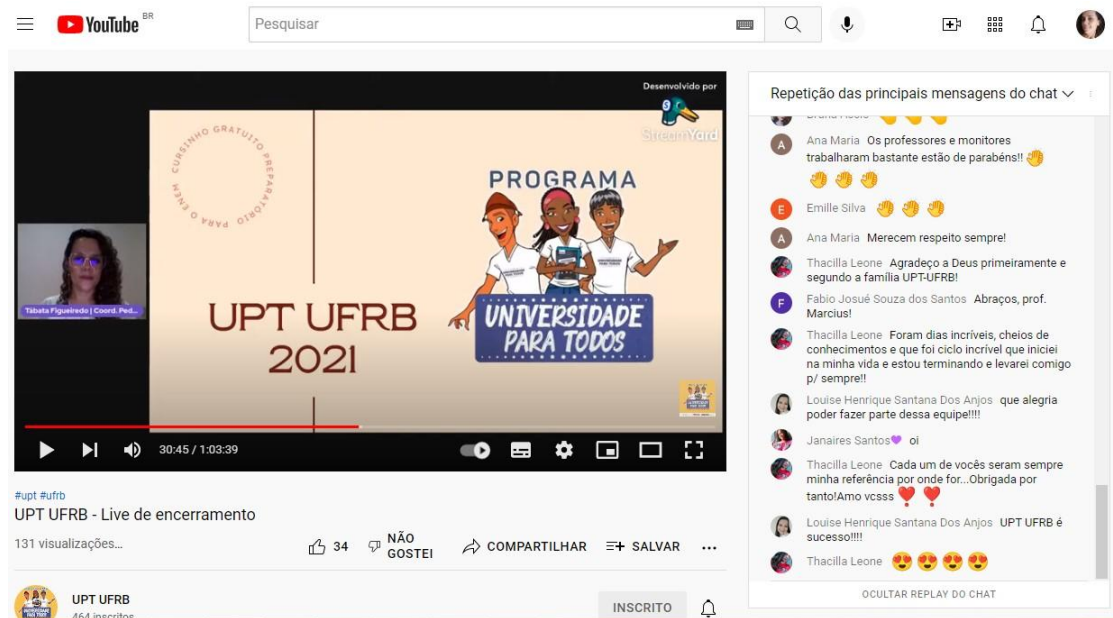 YouTube BR
Pesquisar
Desenvolvido por
StreamYard
CURSINHO GRATUITO PREPARATÓRIO PARA O ENEM
PROGRAMA
UNIVERSIDADE
PARA TODOS
UPT UFRB
2021
Tábata Figueiredo | Coord. Ped...
30:45 / 1:03:39
#upt #ufrb
UPT UFRB - Live de encerramento
131 visualizações...
34
NÃO
GOSTEI
COMPARTILHAR
SALVAR
UPT UFRB
464 inscritos
INSCRITO
Repetição das principais mensagens do chat
Ana Maria Os professores e monitores
trabalharam bastante estão de parabéns!!
Emille Silva
Ana Maria Merecem respeito sempre!
Thacilla Leone Agradeço a Deus primeiramente e
segundo a família UPT-UFRB!
Fabio Josué Souza dos Santos Abraços, prof.
Marcius!
Thacilla Leone Foram dias incríveis, cheios de
conhecimentos e que foi ciclo incrível que iniciei
na minha vida e estou terminando e levarei comigo
p/ sempre!!
Louise Henrique Santana Dos Anjos que alegria
poder fazer parte dessa equipe!!!!
Janaires Santos💜 oi
Thacilla Leone Cada um de vocês seram sempre
minha referência por onde for...Obrigada por
tanto!Amo vcsss ❣️ ❣️
Louise Henrique Santana Dos Anjos UPT UFRB é
sucesso!!!!
Thacilla Leone 😍 😍 😍 😍
OCULTAR REPLAY DO CHAT